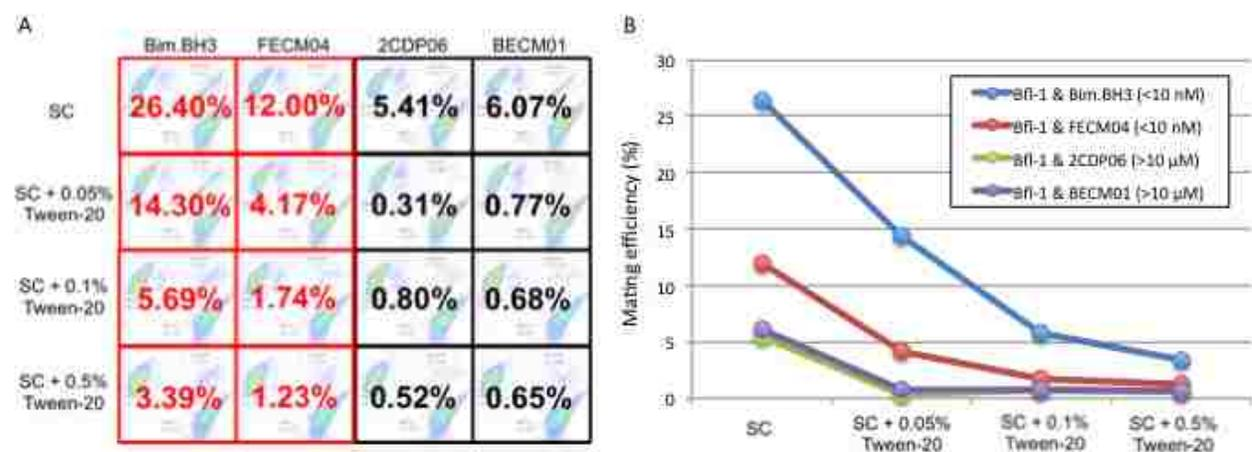 A
Bim.BH3 FECM04 2CDP06 BECM01
SC 26.40% 12.00% 5.41% 6.07%
SC + 0.05%
Tween-20
14.30% 4.17% 0.31% 0.77%
SC + 0.1%
Tween-20
5.69% 1.74% 0.80% 0.68%
SC + 0.5%
Tween-20
3.39% 1.23% 0.52% 0.65%
B
Mating efficiency (%)
30
25
20
15
10
5
0
Bfl-1 & Bim.BH3 (<10 nM)
Bfl-1 & FECM04 (<10 nM)
Bfl-1 & 2CDP06 (>10 µM)
Bfl-1 & BECM01 (>10 µM)
SC
SC + 0.05%
Tween-20
SC + 0.1%
Tween-20
SC + 0.5%
Tween-20